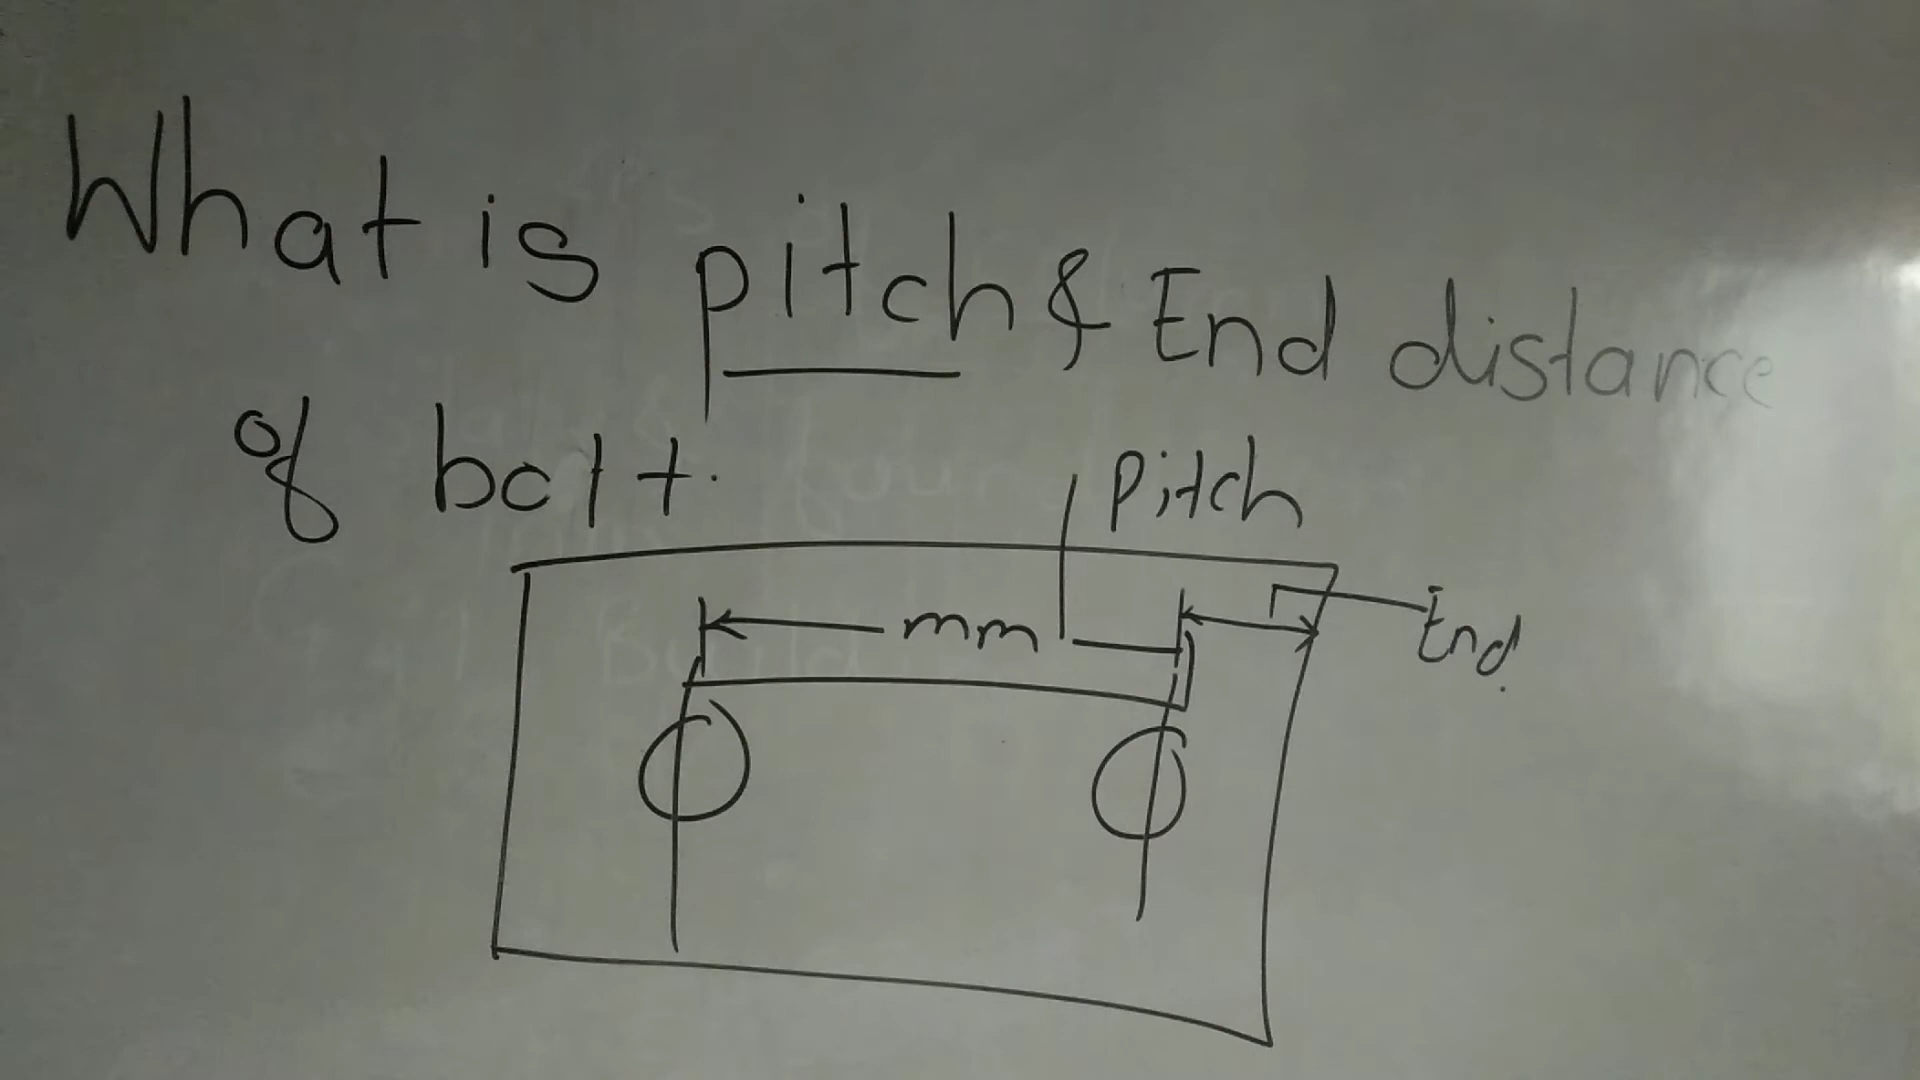 What is pitch & End distance
of bolt.
Pitch
mm
End